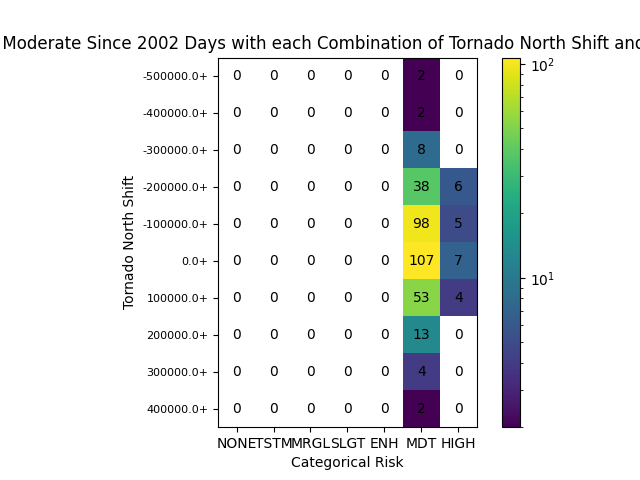 Moderate Since 2002 Days with each Combination of Tornado North Shift and
-500000.0+ 0 0 0 0 0 2 0
-400000.0+ 0 0 0 0 0 2 0
-300000.0+ 0 0 0 0 0 8 0
-200000.0+ 0 0 0 0 0 38 6
-100000.0+ 0 0 0 0 0 98 5
0.0+ 0 0 0 0 0 107 7
100000.0+ 0 0 0 0 0 53 4
200000.0+ 0 0 0 0 0 13 0
300000.0+ 0 0 0 0 0 4 0
400000.0+ 0 0 0 0 0 2 0
NONE TSTM MRGL SLGT ENH MDT HIGH
Categorical Risk
Tornado North Shift
10²
10¹